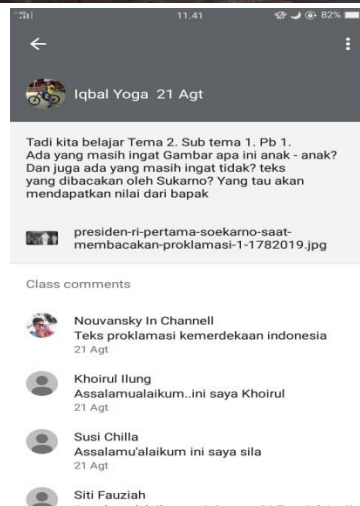 11.41
82%
Iqbal Yoga 21 Agt
Tadi kita belajar Tema 2. Sub tema 1. Pb 1.
Ada yang masih ingat Gambar apa ini anak - anak?
Dan juga ada yang masih ingat tidak? teks
yang dibacakan oleh Sukarno? Yang tau akan
mendapatkan nilai dari bapak
presiden-ri-pertama-soekarno-saat-
membacakan-proklamasi-1-1782019.jpg
Class comments
Nouvansky In Channell
Teks proklamasi kemerdekaan indonesia
21 Agt
Khoirul Ilung
Assalamualaikum..ini saya Khoirul
21 Agt
Susi Chilla
Assalamu'alaikum ini saya sila
21 Agt
Siti Fauziah